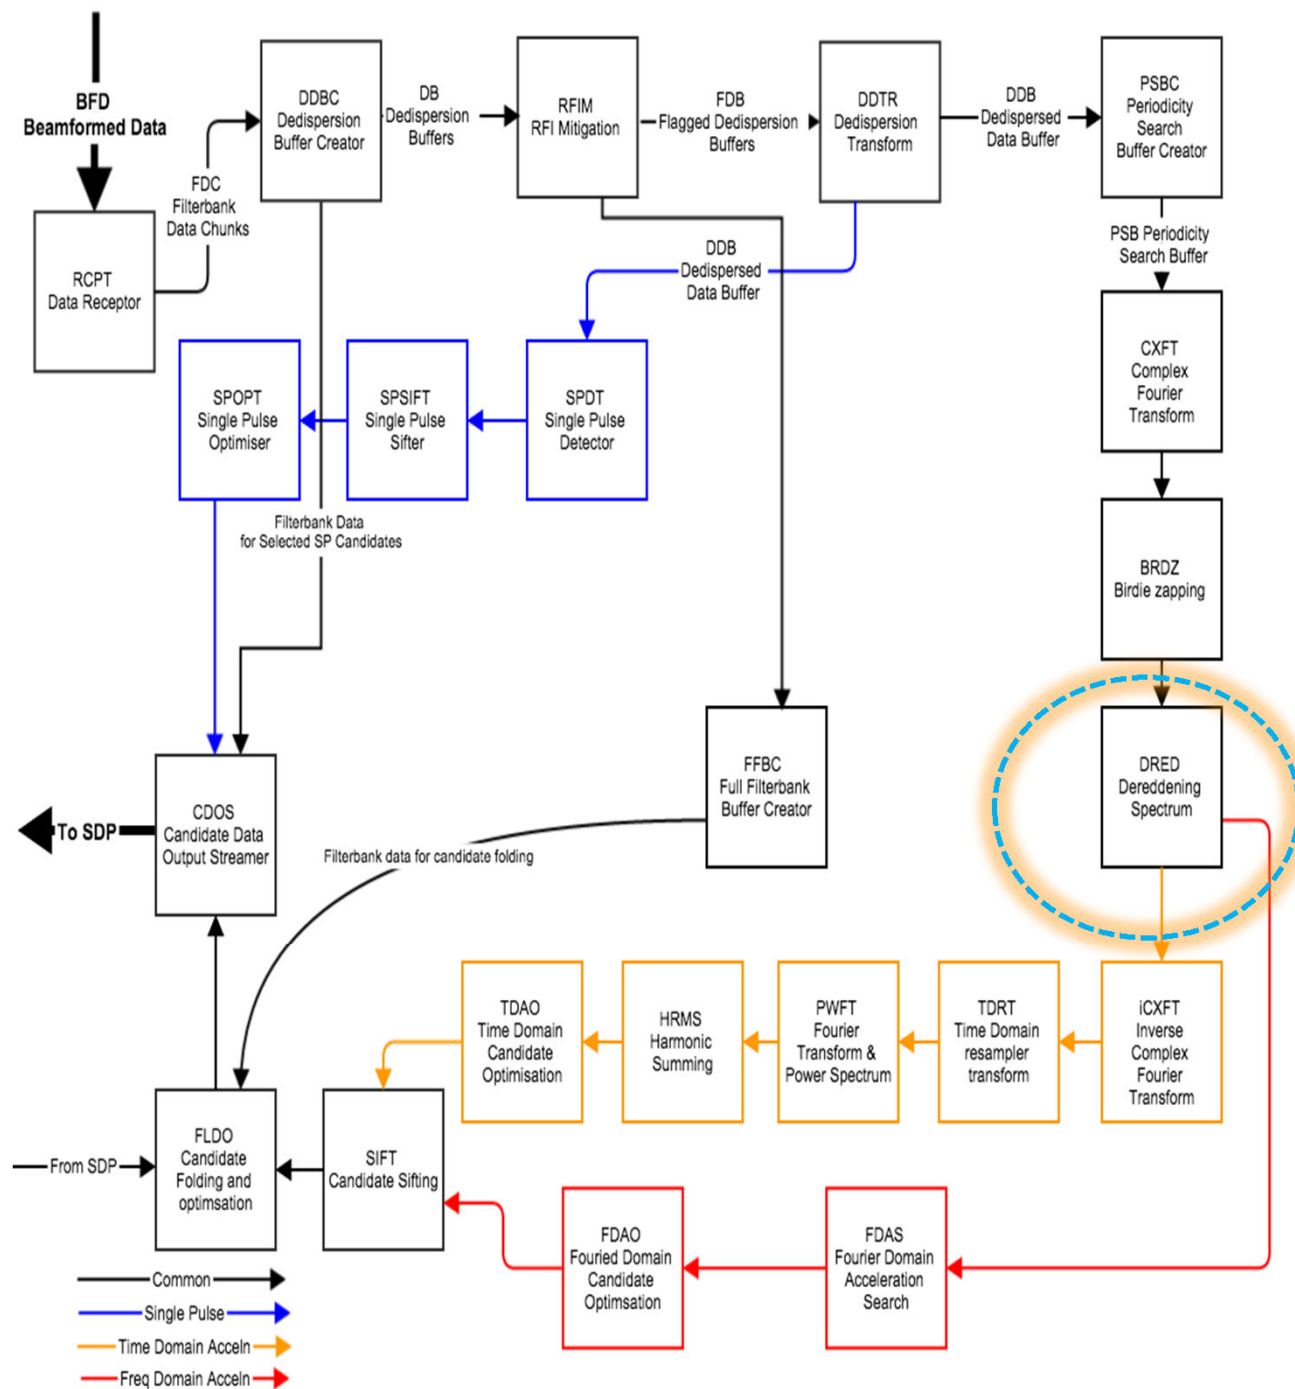 BFD
Beamformed Data
FDC
Filterbank
Data Chunks
RCPT
Data Receptor
DDBC
Dedispersion
Buffer Creator
DB
Dedispersion
Buffers
RFIM
RFI Mitigation
FDB
Flagged Dedispersion
Buffers
DDTR
Dedispersion
Transform
DDB
Dedispersed
Data Buffer
PSBC
Periodicity
Search
Buffer Creator
PSB Periodicity
Search Buffer
DDB
Dedispersed
Data Buffer
SPOPT
Single Pulse
Optimiser
SPSIFT
Single Pulse
Sifter
SPDT
Single Pulse
Detector
CXFT
Complex
Fourier
Transform
Filterbank Data
for Selected SP Candidates
BRDZ
Birdie zapping
CDOS
Candidate Data
Output Streamer
To SDP
FFBC
Full Filterbank
Buffer Creator
DRED
Dereddening
Spectrum
Filterbank data for candidate folding
TDAO
Time Domain
Candidate
Optimisation
HRMS
Harmonic
Summing
PWFT
Fourier
Transform &
Power Spectrum
TDRT
Time Domain
resampler
transform
iCXFT
Inverse
Complex
Fourier
Transform
From SDP
FLDO
Candidate
Folding and
optimsation
SIFT
Candidate Sifting
FDAO
Fouried Domain
Candidate
Optimsation
FDAS
Fourier Domain
Acceleration
Search
Common
Single Pulse
Time Domain Acceln
Freq Domain Acceln